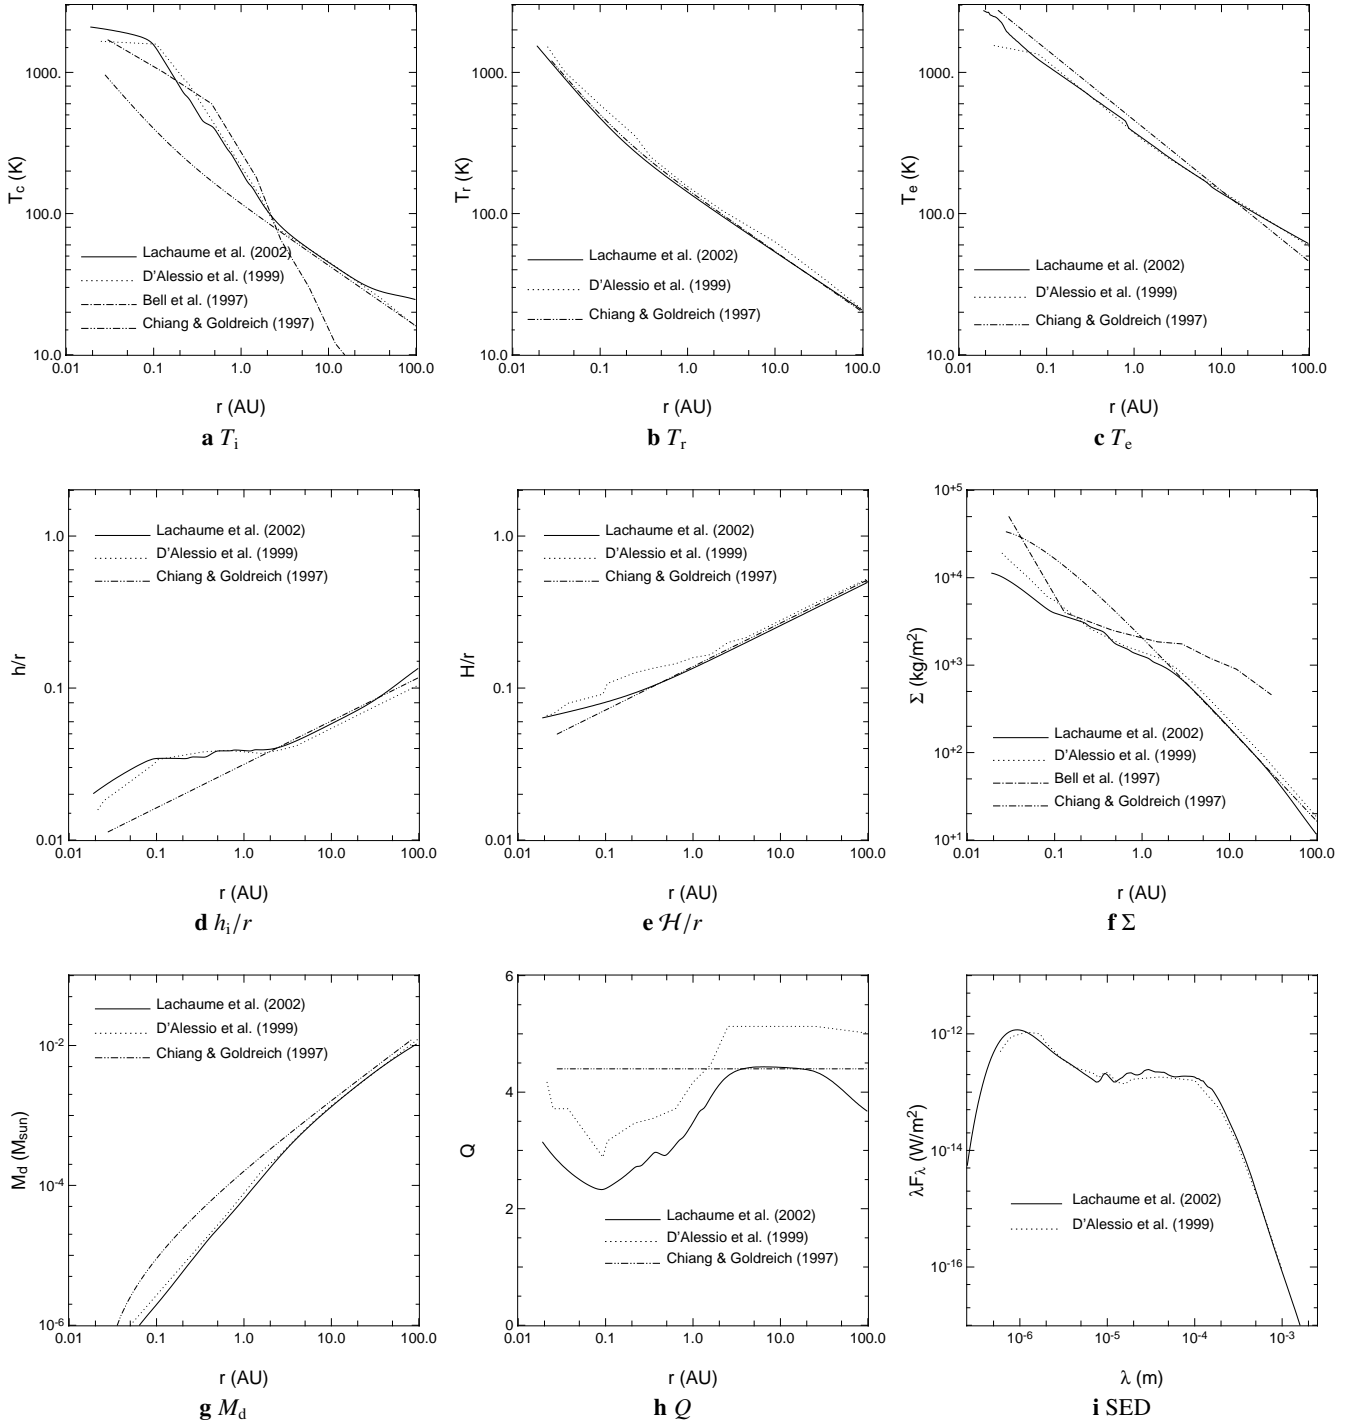 T_c (K)
1000.
100.0
10.0
Lachaume et al. (2002)
D'Alessio et al. (1999)
Bell et al. (1997)
Chiang & Goldreich (1997)
0.01 0.1 1.0 10.0 100.0
r (AU)
a T_i
T_r (K)
1000.
100.0
10.0
Lachaume et al. (2002)
D'Alessio et al. (1999)
Chiang & Goldreich (1997)
0.01 0.1 1.0 10.0 100.0
r (AU)
b T_r
T_e (K)
1000.
100.0
10.0
Lachaume et al. (2002)
D'Alessio et al. (1999)
Chiang & Goldreich (1997)
0.01 0.1 1.0 10.0 100.0
r (AU)
c T_e
h/r
1.0
0.1
0.01
Lachaume et al. (2002)
D'Alessio et al. (1999)
Chiang & Goldreich (1997)
0.01 0.1 1.0 10.0 100.0
r (AU)
d h_i/r
H/r
1.0
0.1
0.01
Lachaume et al. (2002)
D'Alessio et al. (1999)
Chiang & Goldreich (1997)
0.01 0.1 1.0 10.0 100.0
r (AU)
e ℋ/r
Σ (kg/m²)
10+5
10+4
10+3
10+2
10+1
Lachaume et al. (2002)
D'Alessio et al. (1999)
Bell et al. (1997)
Chiang & Goldreich (1997)
0.01 0.1 1.0 10.0 100.0
r (AU)
f Σ
M_d (M_sun)
10-2
10-4
10-6
Lachaume et al. (2002)
D'Alessio et al. (1999)
Chiang & Goldreich (1997)
0.01 0.1 1.0 10.0 100.0
r (AU)
g M_d
Q
6
4
2
0
Lachaume et al. (2002)
D'Alessio et al. (1999)
Chiang & Goldreich (1997)
0.01 0.1 1.0 10.0 100.0
r (AU)
h Q
λF_λ (W/m²)
10-12
10-14
10-16
Lachaume et al. (2002)
D'Alessio et al. (1999)
10-6 10-5 10-4 10-3
λ (m)
i SED